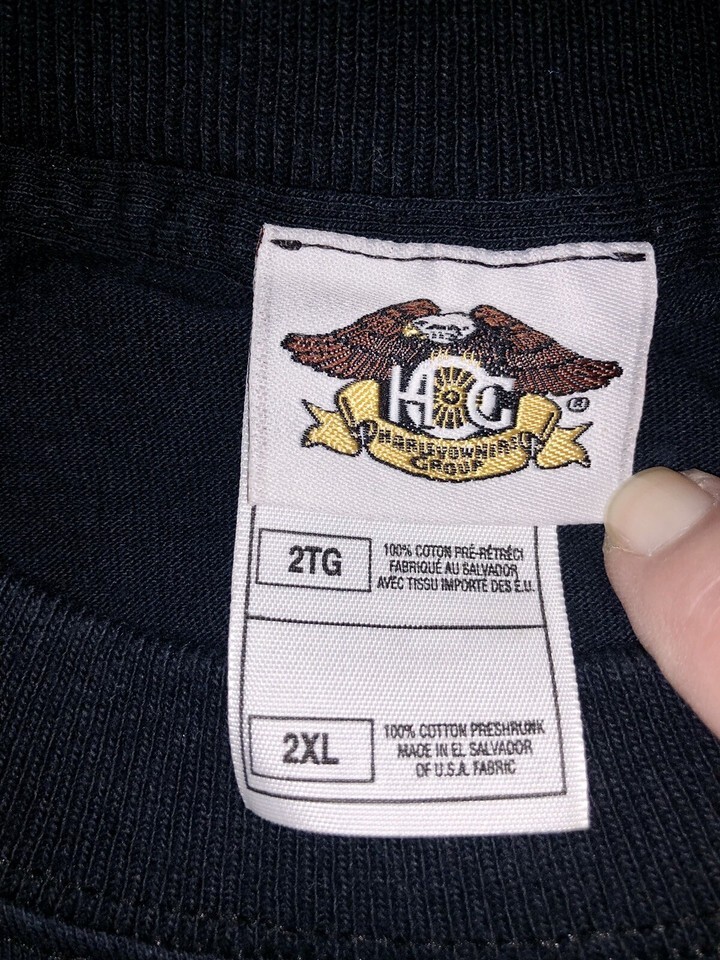 HOG
®
HARLEY OWNERS
GROUP
2TG
100% COTON PRÉ-RÉTRÉCI
FABRIQUÉ AU SALVADOR
AVEC TISSU IMPORTÉ DES É.U.
2XL
100% COTTON PRESHRUNK
MADE IN EL SALVADOR
OF U.S.A. FABRIC